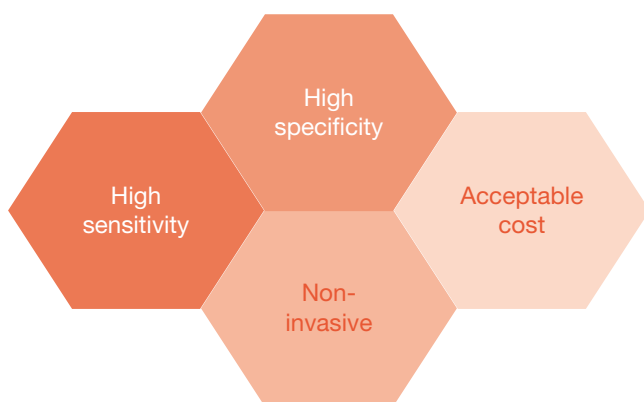 High
specificity
High
sensitivity
Acceptable
cost
Non-
invasive